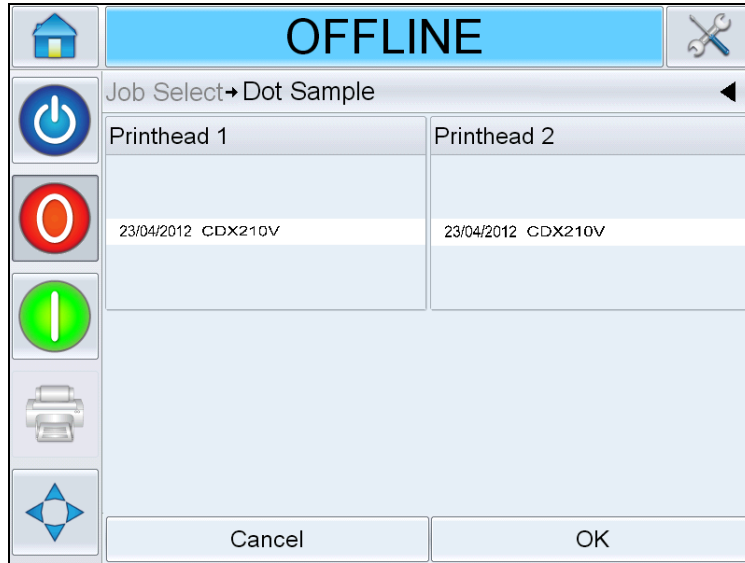 OFFLINE
Job Select→Dot Sample
Printhead 1
Printhead 2
23/04/2012 CDX210V
23/04/2012 CDX210V
Cancel
OK